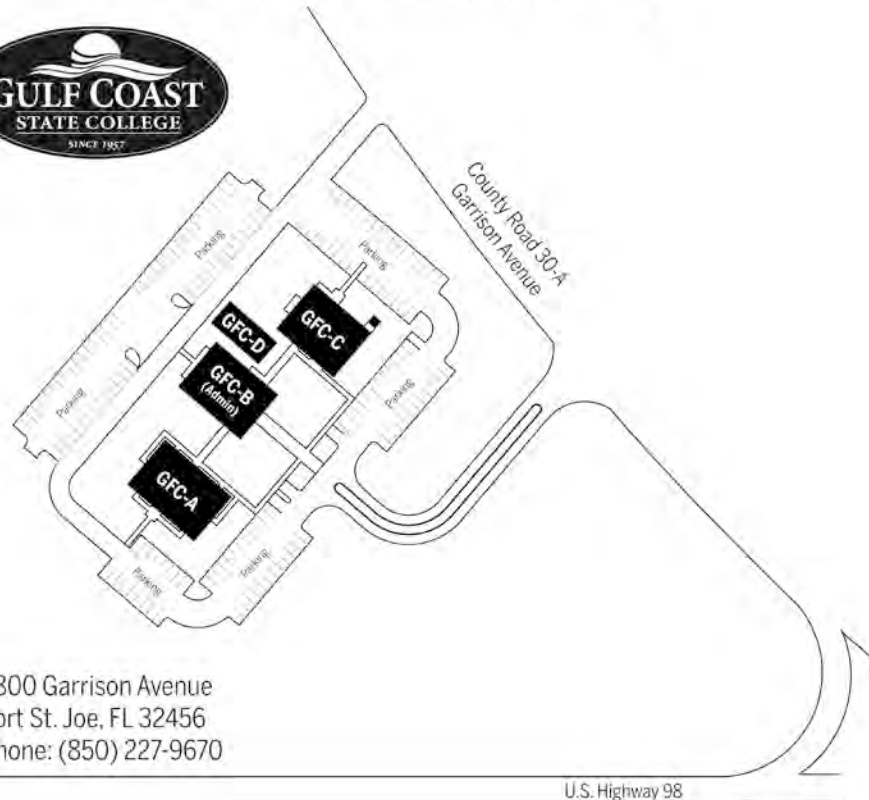 GULF COAST
STATE COLLEGE
SINCE 1957
County Road 30-A
Garrison Avenue
Parking
Parking
GFC-D
GFC-C
GFC-B
(Admin)
Parking
Parking
GFC-A
Parking
Parking
800 Garrison Avenue
ort St. Joe, FL 32456
hone: (850) 227-9670
U.S. Highway 98